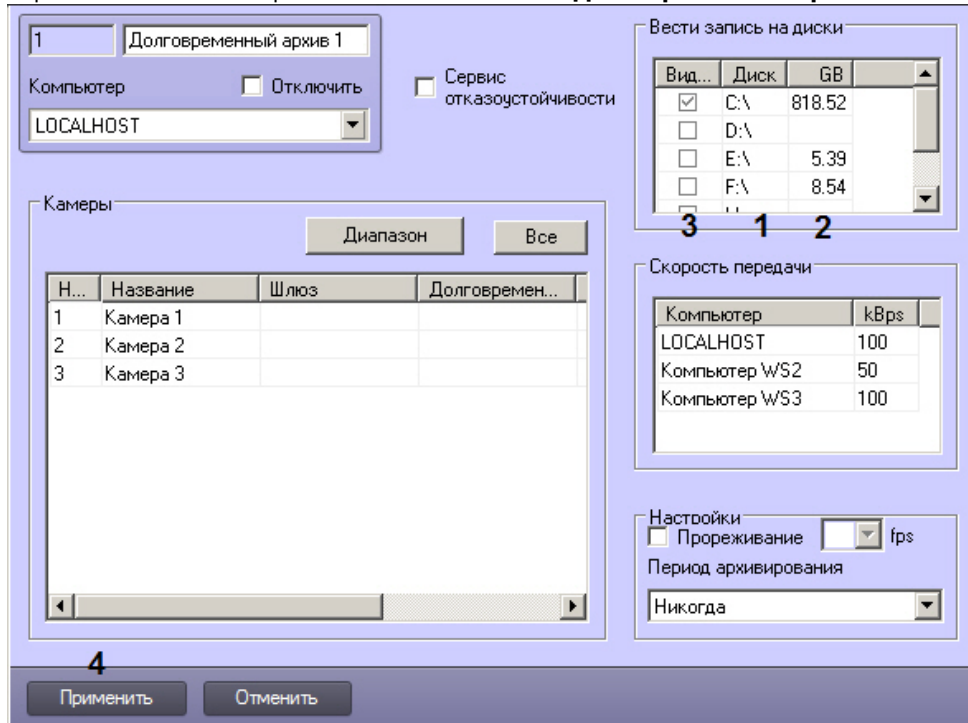 1
Долговременный архив 1
Компьютер
Отключить
LOCALHOST
Сервис
отказоустойчивости
Вести запись на диски
Вид... Диск GB
C:\ 818.52
D:\
E:\ 5.39
F:\ 8.54
3 1 2
Камеры
Диапазон
Все
Н... Название Шлюз Долговремен...
1 Камера 1
2 Камера 2
3 Камера 3
Скорость передачи
Компьютер kBps
LOCALHOST 100
Компьютер WS2 50
Компьютер WS3 100
Настройки
Прореживание fps
Период архивирования
Никогда
4
Применить
Отменить